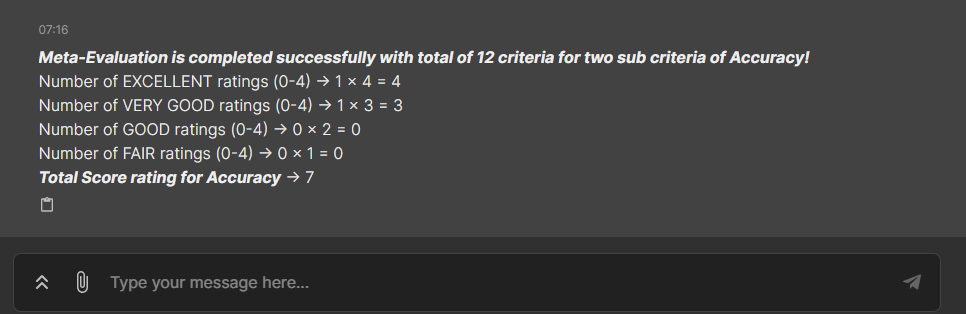 07:16
Meta-Evaluation is completed successfully with total of 12 criteria for two sub criteria of Accuracy!
Number of EXCELLENT ratings (0-4) → 1 × 4 = 4
Number of VERY GOOD ratings (0-4) → 1 × 3 = 3
Number of GOOD ratings (0-4) → 0 × 2 = 0
Number of FAIR ratings (0-4) → 0 × 1 = 0
Total Score rating for Accuracy → 7
Type your message here...